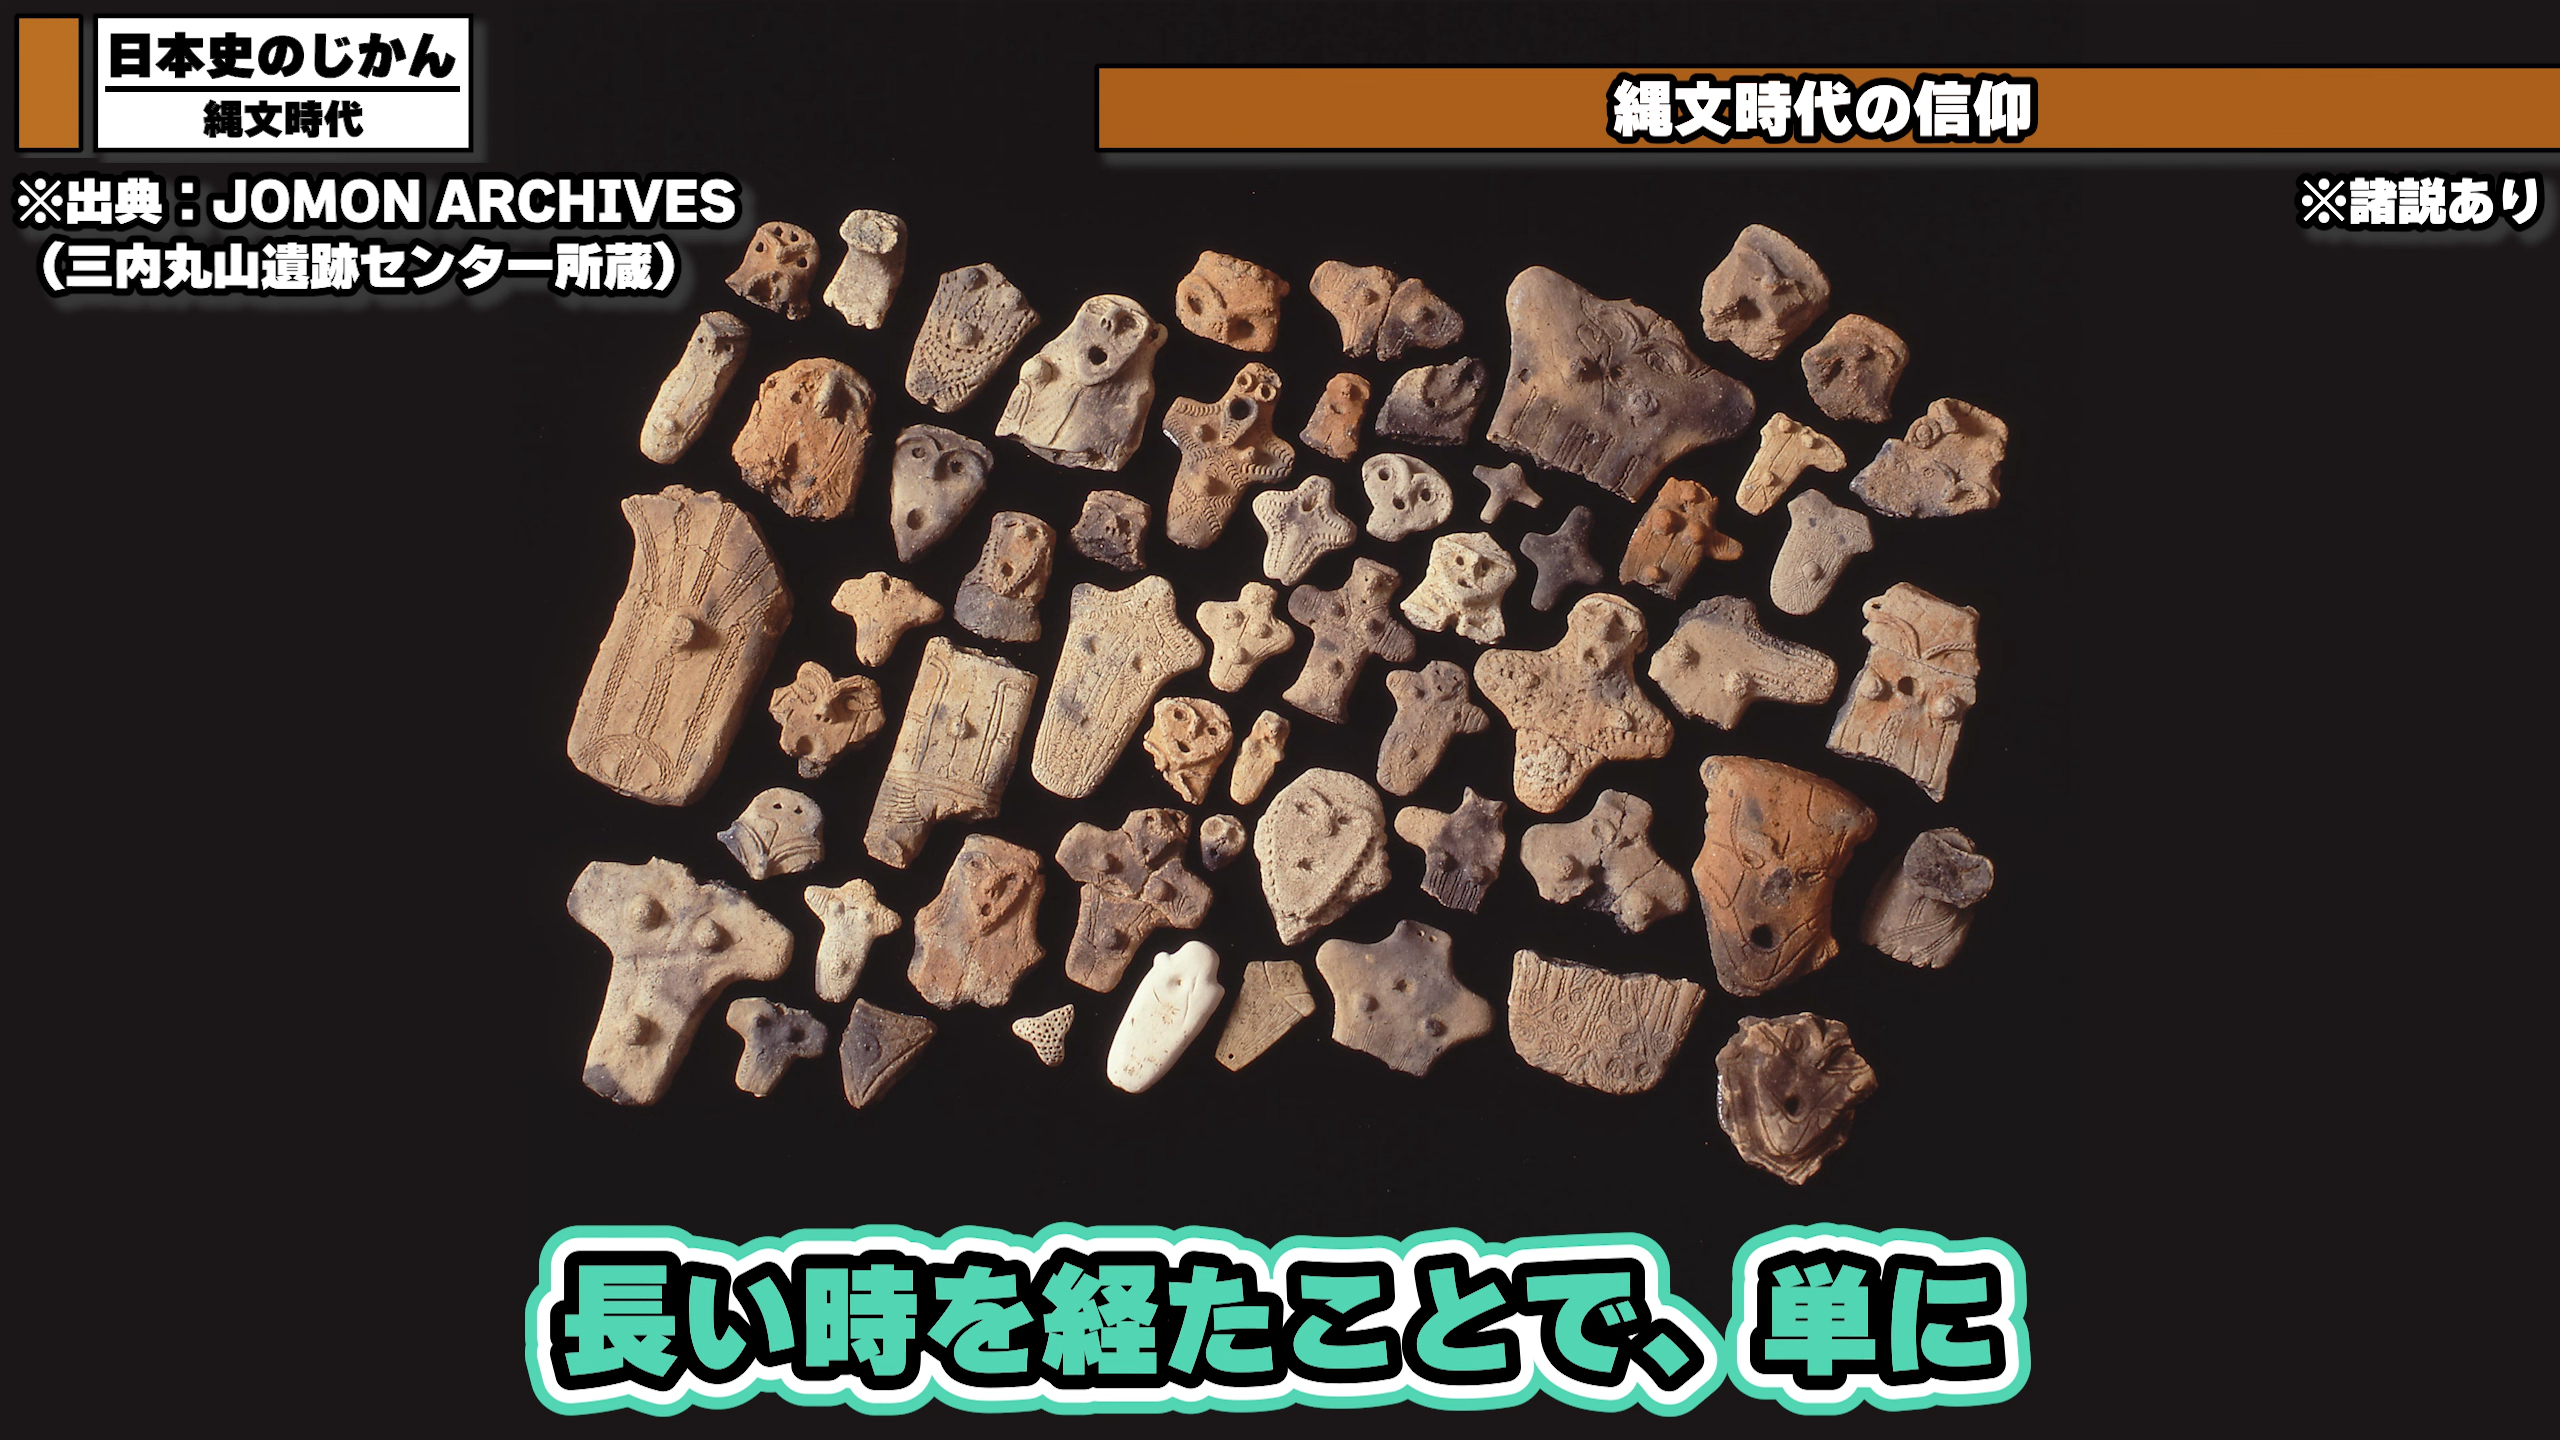 日本史のじかん
縄文時代
縄文時代の信仰
※出典：JOMON ARCHIVES
（三内丸山遺跡センター所蔵）
※諸説あり
長い時を経たことで、単に